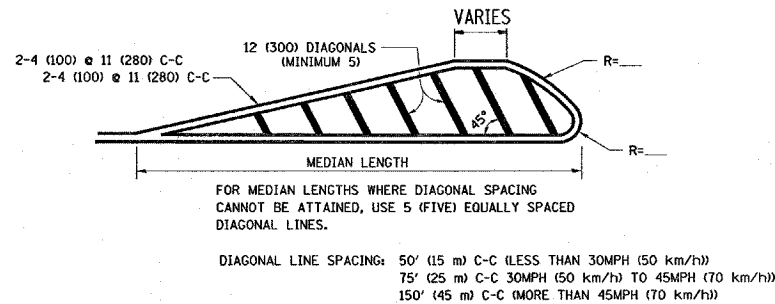 VARIES
2-4 (100) @ 11 (280) C-C
2-4 (100) @ 11 (280) C-C
12 (300) DIAGONALS
(MINIMUM 5)
R=___
45°
R=___
MEDIAN LENGTH
FOR MEDIAN LENGTHS WHERE DIAGONAL SPACING
CANNOT BE ATTAINED, USE 5 (FIVE) EQUALLY SPACED
DIAGONAL LINES.
DIAGONAL LINE SPACING: 50' (15 m) C-C (LESS THAN 30MPH (50 km/h))
75' (25 m) C-C 30MPH (50 km/h) TO 45MPH (70 km/h))
150' (45 m) C-C (MORE THAN 45MPH (70 km/h))